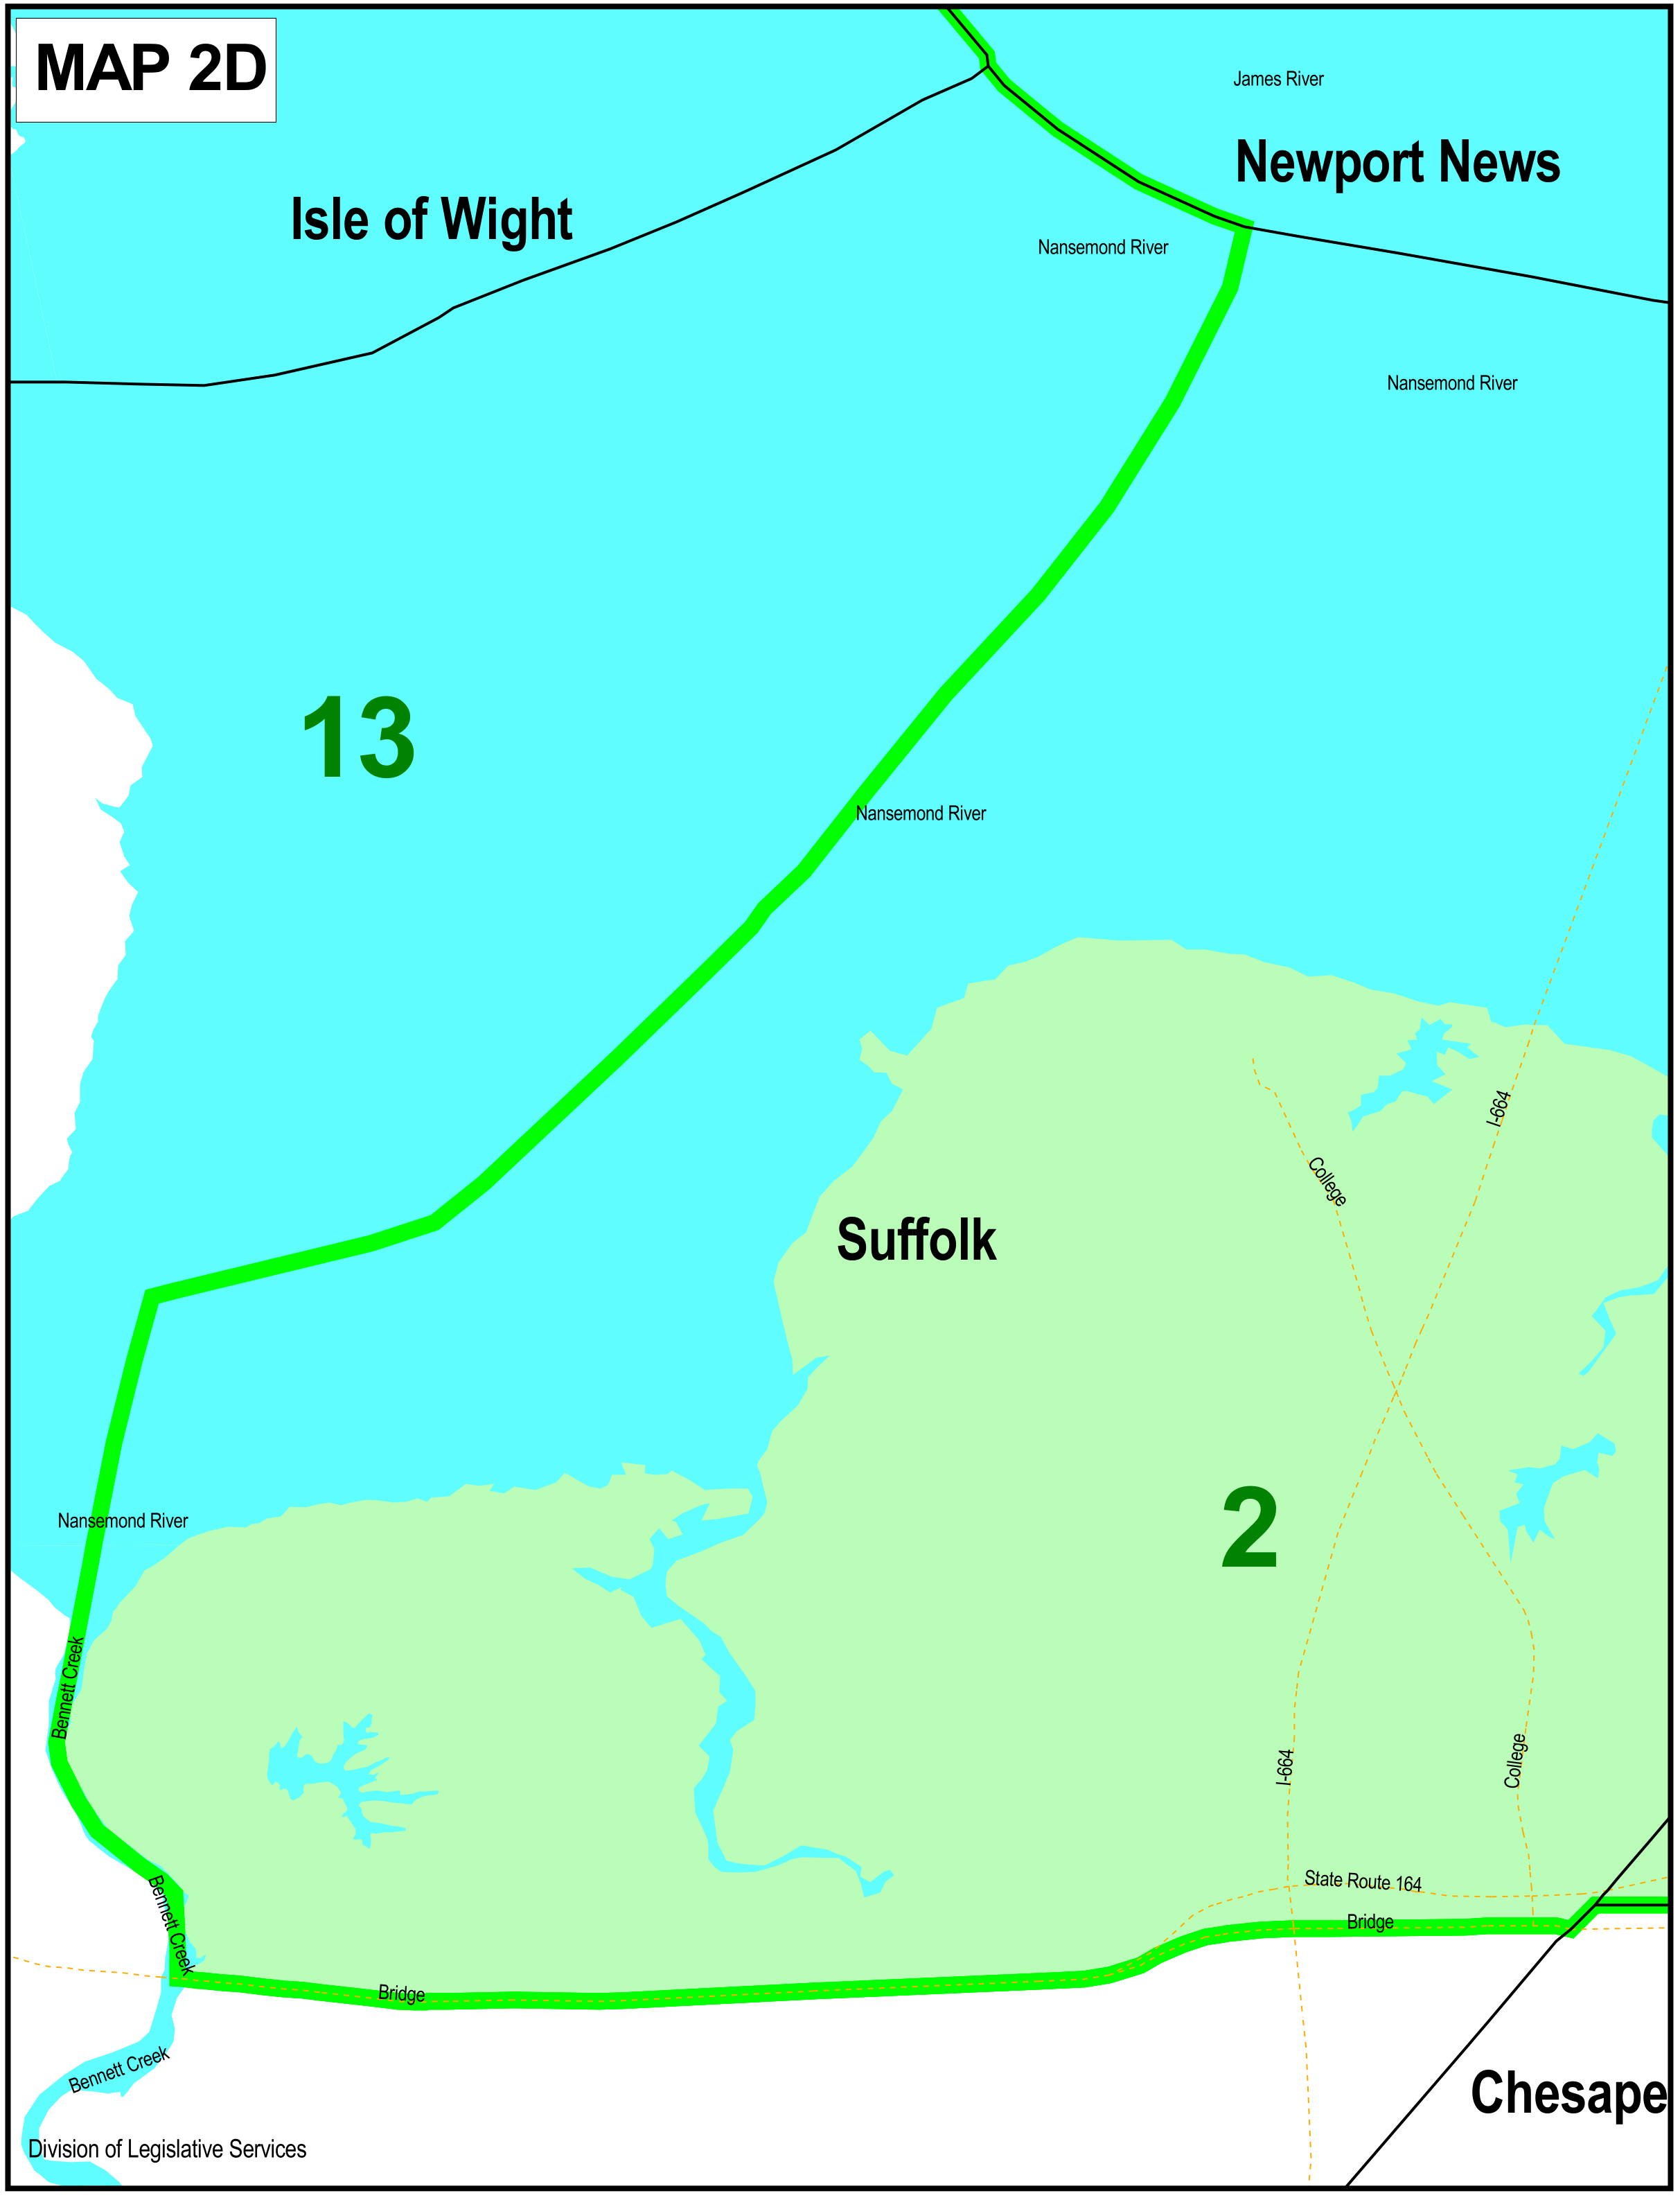 MAP 2D
James River
Newport News
Isle of Wight
Nansemond River
Nansemond River
13
Nansemond River
I-664
College
Suffolk
2
Nansemond River
Bennett Creek
I-664
College
State Route 164
Bennett Creek
Bridge
Bridge
Bennett Creek
Chesape
Division of Legislative Services